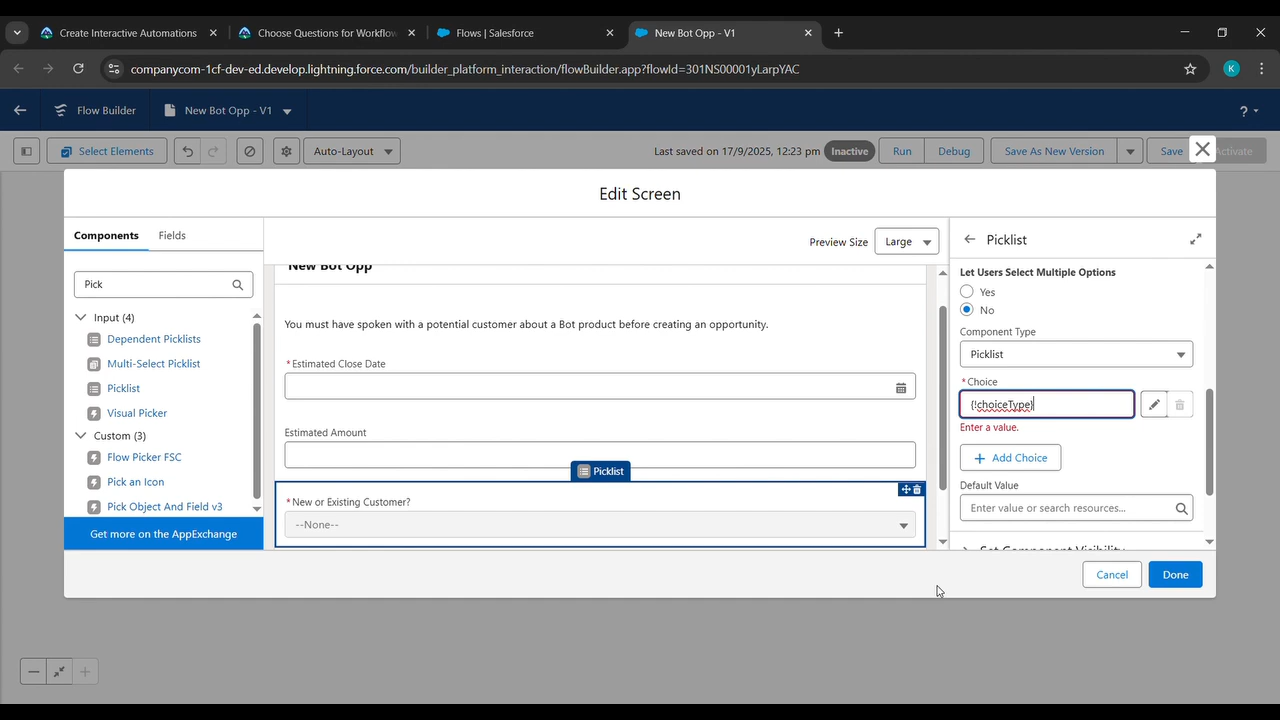 Create Interactive Automations
Choose Questions for Workflow
Flows | Salesforce
New Bot Opp - V1
companycom-1cf-dev-ed.develop.lightning.force.com/builder_platform_interaction/flowBuilder.app?flowId=301NS00001yLarpYAC
K
Flow Builder
New Bot Opp - V1
?
Select Elements
Auto-Layout
Last saved on 17/9/2025, 12:23 pm
Inactive
Run
Debug
Save As New Version
Save
Activate
Edit Screen
Components
Fields
Pick
Input (4)
Dependent Picklists
Multi-Select Picklist
Picklist
Visual Picker
Custom (3)
Flow Picker FSC
Pick an Icon
Pick Object And Field v3
Get more on the AppExchange
Preview Size
Large
New Bot Opp
You must have spoken with a potential customer about a Bot product before creating an opportunity.
*Estimated Close Date
Estimated Amount
Picklist
*New or Existing Customer?
--None--
Picklist
Let Users Select Multiple Options
Yes
No
Component Type
Picklist
*Choice
{!choiceType}
Enter a value.
Add Choice
Default Value
Enter value or search resources...
Set Component Visibility
Cancel
Done